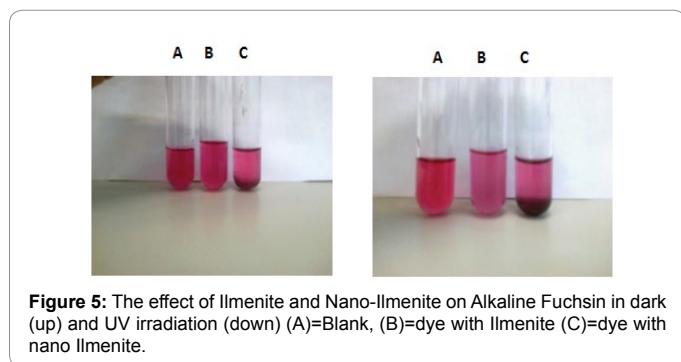 A B C
A B C
Figure 5: The effect of Ilmenite and Nano-Ilmenite on Alkaline Fuchsin in dark
(up) and UV irradiation (down) (A)=Blank, (B)=dye with Ilmenite (C)=dye with
nano Ilmenite.